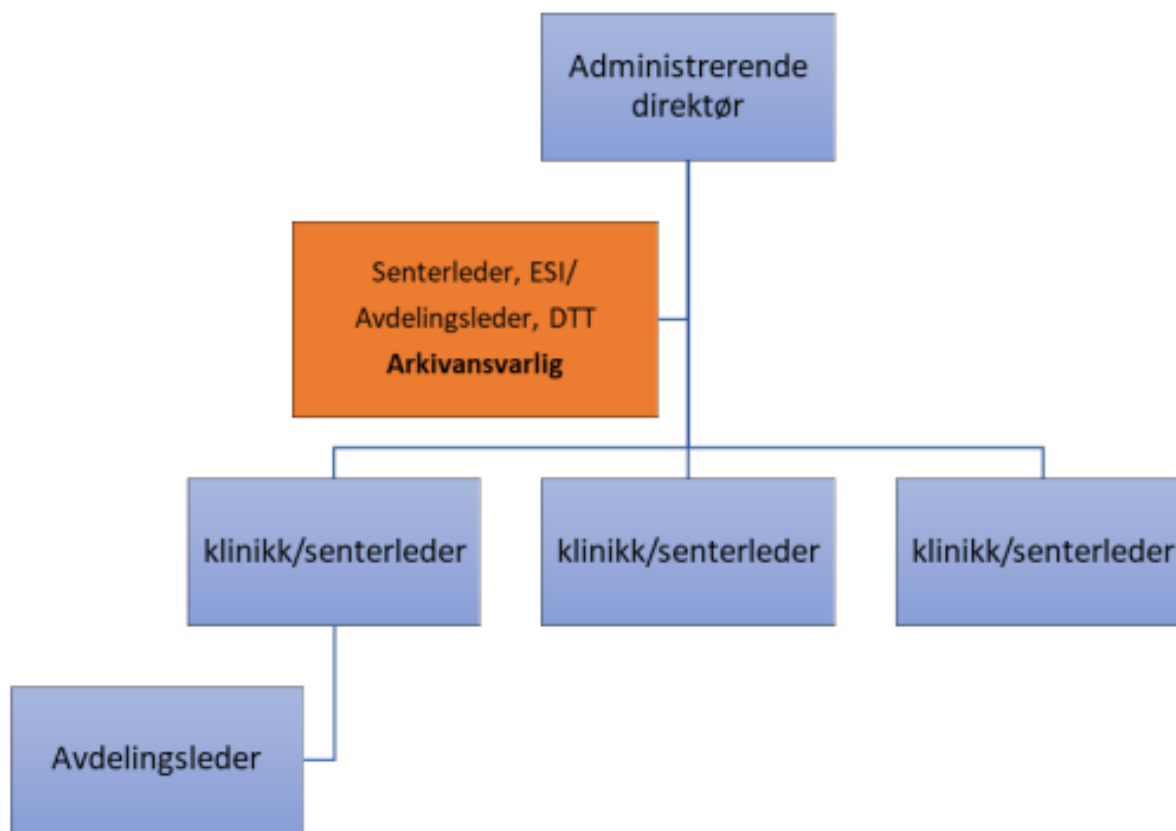 Administrerende
direktør
Senterleder, ESI/
Avdelingsleder, DTT
Arkivansvarlig
klinikk/senterleder
klinikk/senterleder
klinikk/senterleder
Avdelingsleder